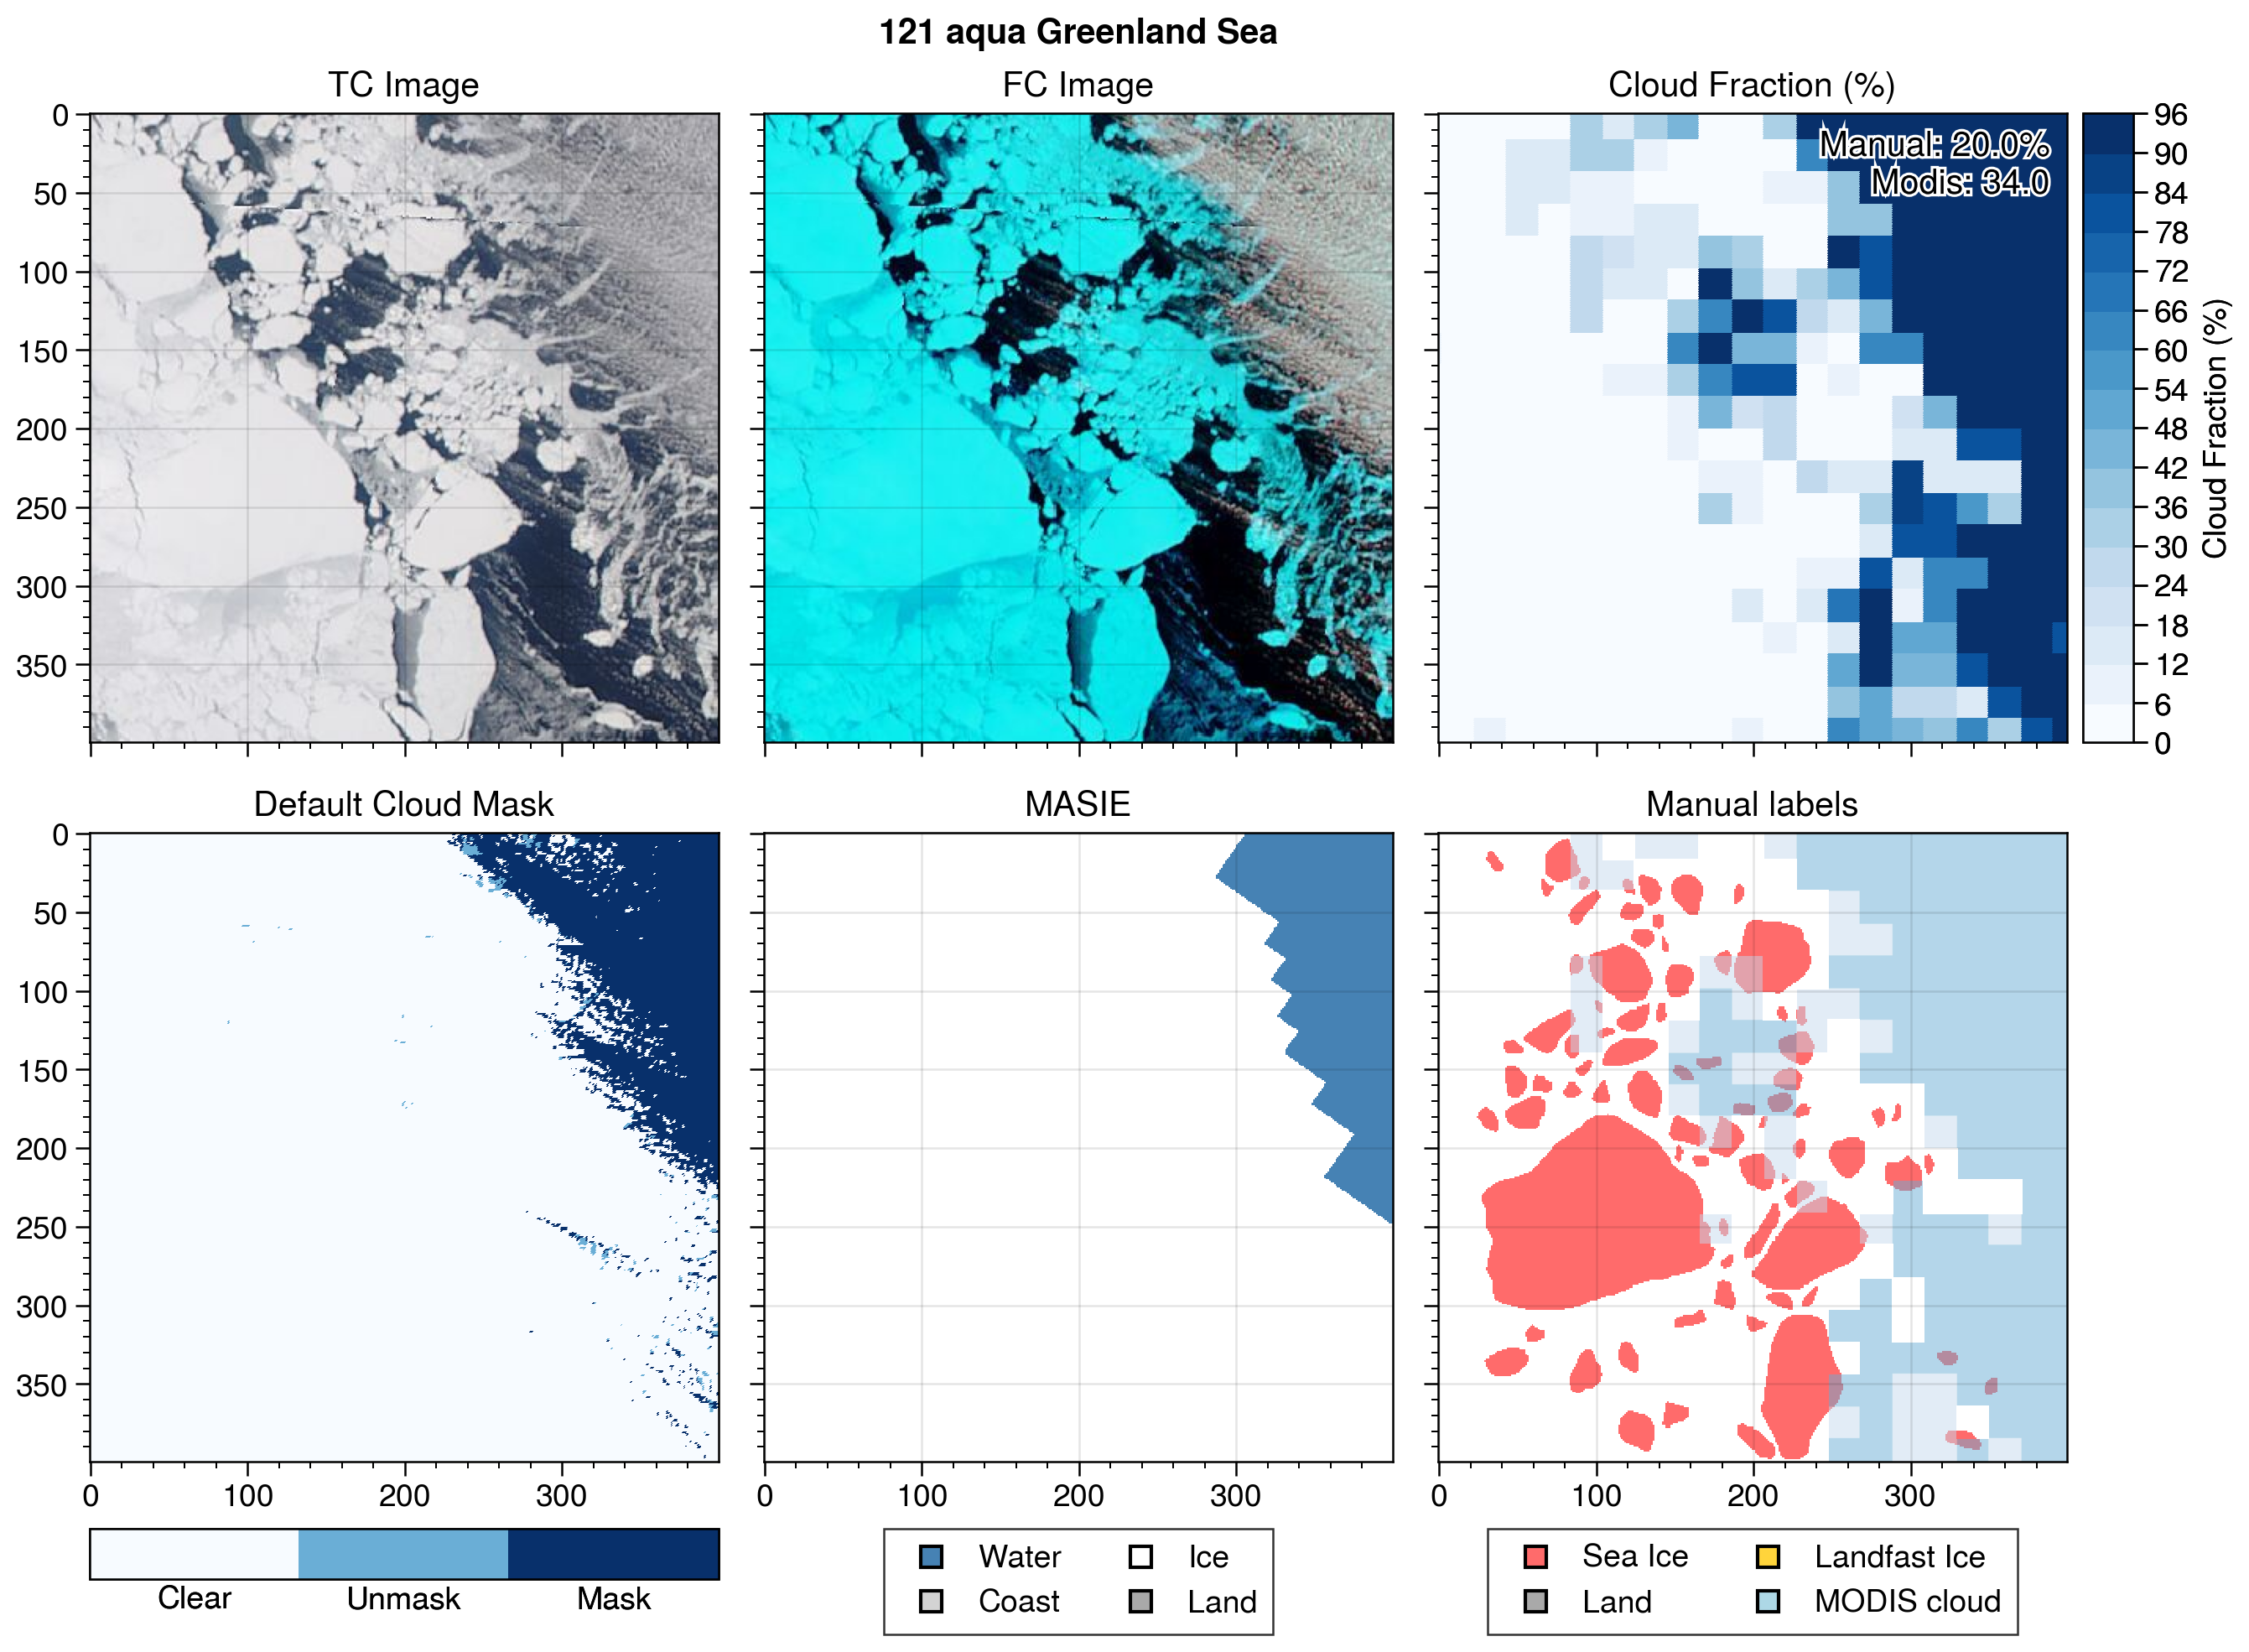 121 aqua Greenland Sea
TC Image
FC Image
Cloud Fraction (%)
0
50
100
150
200
250
300
350
Manual: 20.0%
Modis: 34.0
96
90
84
78
72
66
60
54
48
42
36
30
24
18
12
6
0
Cloud Fraction (%)
Default Cloud Mask
MASIE
Manual labels
0
50
100
150
200
250
300
350
0 100 200 300
0 100 200 300
0 100 200 300
Clear Unmask Mask
Water Ice
Coast Land
Sea Ice Landfast Ice
Land MODIS cloud